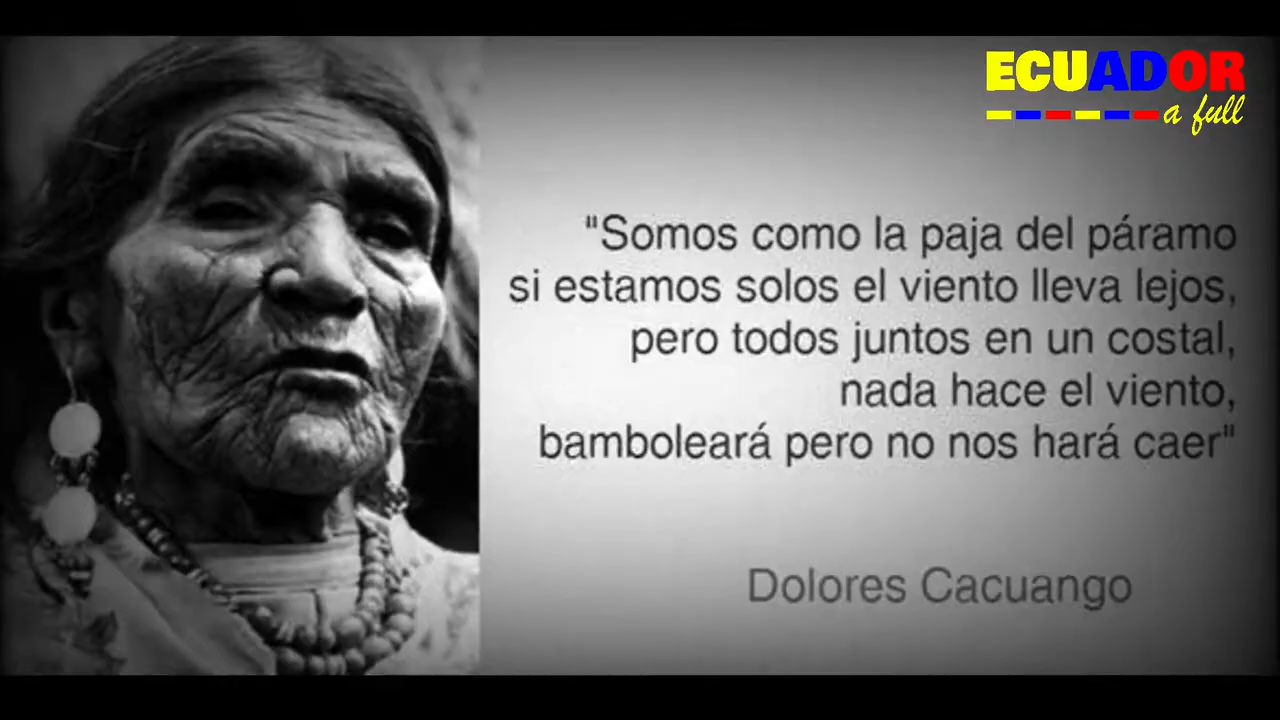 ECUADOR
a full
"Somos como la paja del páramo
si estamos solos el viento lleva lejos,
pero todos juntos en un costal,
nada hace el viento,
bamboleará pero no nos hará caer"
Dolores Cacuango